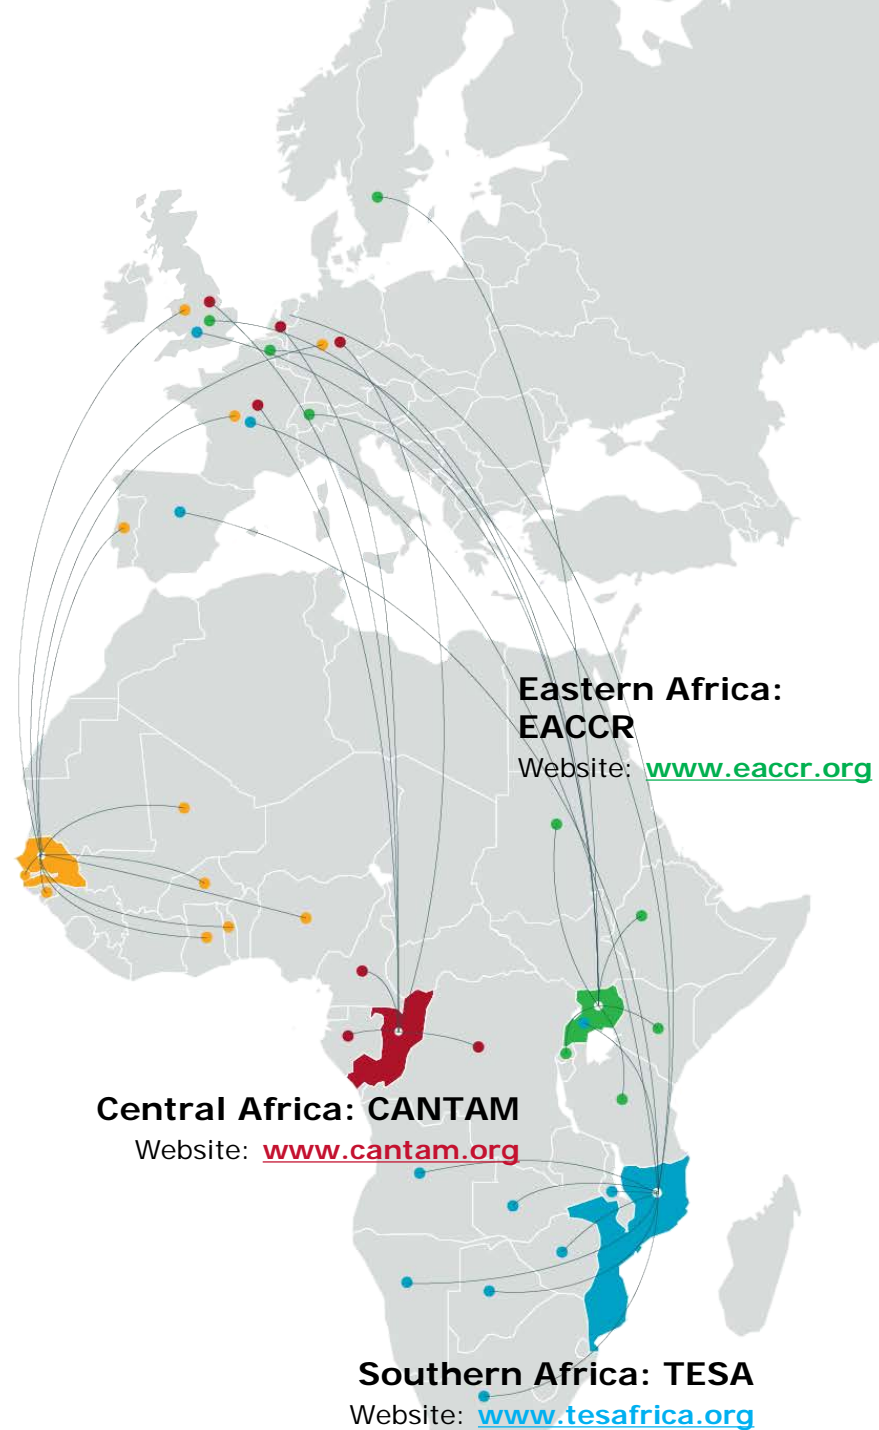 Eastern Africa:
EACCR
Website: www.eaccr.org
Central Africa: CANTAM
Website: www.cantam.org
Southern Africa: TESA
Website: www.tesafrica.org